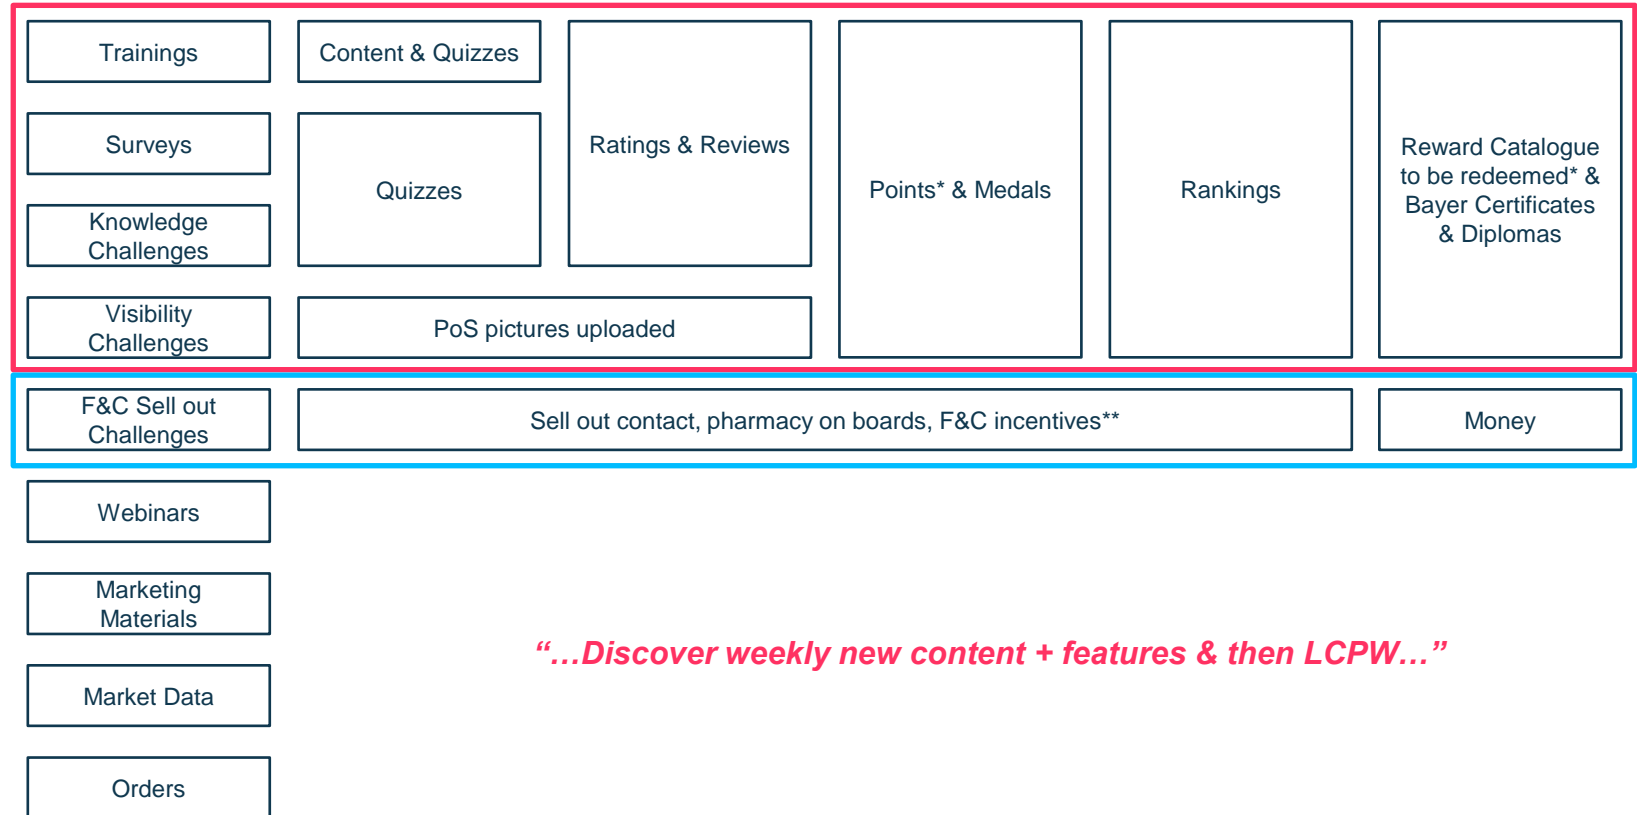 Trainings
Content & Quizzes
Ratings & Reviews
Points* & Medals
Rankings
Reward Catalogue
to be redeemed* &
Bayer Certificates
& Diplomas
Surveys
Quizzes
Knowledge
Challenges
Visibility
Challenges
PoS pictures uploaded
F&C Sell out
Challenges
Sell out contact, pharmacy on boards, F&C incentives**
Money
Webinars
Marketing
Materials
“…Discover weekly new content + features & then LCPW…”
Market Data
Orders